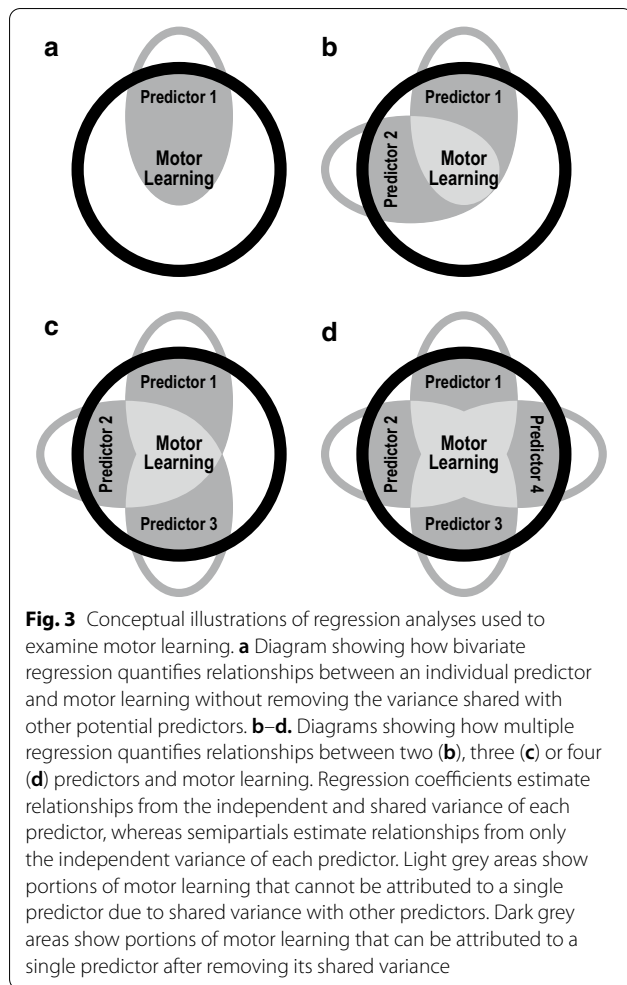 a
Predictor 1
Motor
Learning
b
Predictor 1
Predictor 2
Motor
Learning
c
Predictor 1
Predictor 2
Motor
Learning
Predictor 3
d
Predictor 1
Predictor 2
Motor
Learning
Predictor 4
Predictor 3
Fig. 3 Conceptual illustrations of regression analyses used to
examine motor learning. a Diagram showing how bivariate
regression quantifies relationships between an individual predictor
and motor learning without removing the variance shared with
other potential predictors. b–d. Diagrams showing how multiple
regression quantifies relationships between two (b), three (c) or four
(d) predictors and motor learning. Regression coefficients estimate
relationships from the independent and shared variance of each
predictor, whereas semipartials estimate relationships from only
the independent variance of each predictor. Light grey areas show
portions of motor learning that cannot be attributed to a single
predictor due to shared variance with other predictors. Dark grey
areas show portions of motor learning that can be attributed to a
single predictor after removing its shared variance